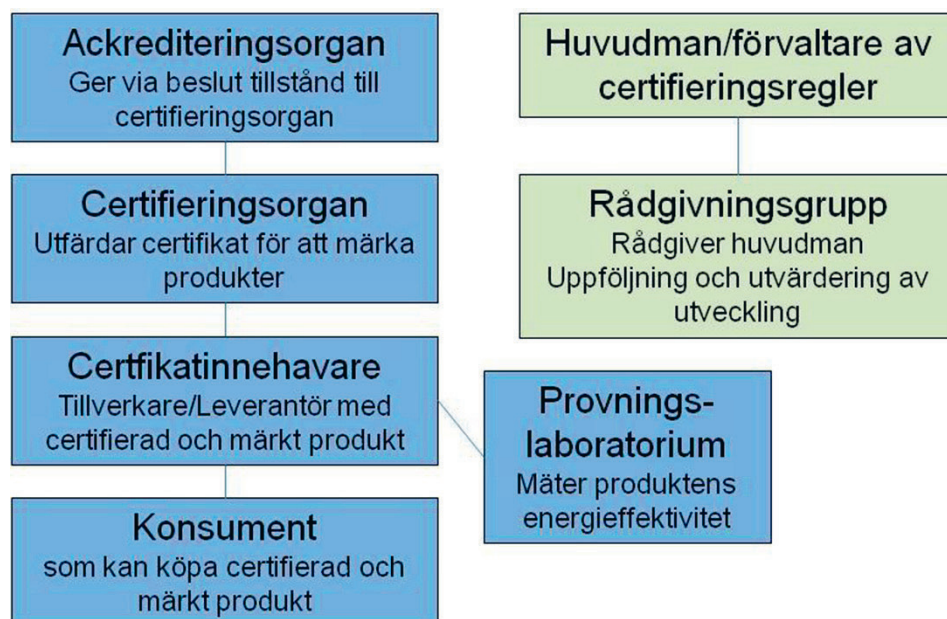 Ackrediteringsorgan
Ger via beslut tillstånd till
certifieringsorgan
Certifieringsorgan
Utfärdar certifikat för att märka
produkter
Certfikatinnehavare
Tillverkare/Leverantör med
certifierad och märkt produkt
Konsument
som kan köpa certifierad och
märkt produkt
Provnings-
laboratorium
Mäter produktens
energieffektivitet
Huvudman/förvaltare av
certifieringsregler
Rådgivningsgrupp
Rådgiver huvudman
Uppföljning och utvärdering av
utveckling